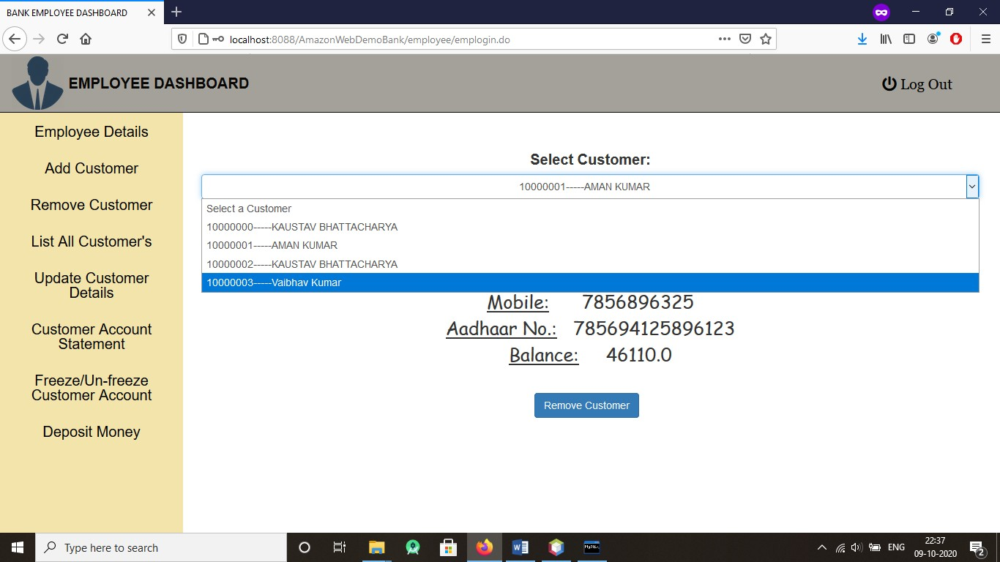 BANK EMPLOYEE DASHBOARD
localhost:8088/AmazonWebDemoBank/employee/emplogin.do
EMPLOYEE DASHBOARD
Log Out
Employee Details
Add Customer
Remove Customer
List All Customer's
Update Customer
Details
Customer Account
Statement
Freeze/Un-freeze
Customer Account
Deposit Money
Select Customer:
10000001-----AMAN KUMAR
Select a Customer
10000000-----KAUSTAV BHATTACHARYA
10000001-----AMAN KUMAR
10000002-----KAUSTAV BHATTACHARYA
10000003-----Vaibhav Kumar
Mobile: 7856896325
Aadhaar No.: 785694125896123
Balance: 46110.0
Remove Customer
Type here to search
MySQL
ENG
22:37
09-10-2020
2